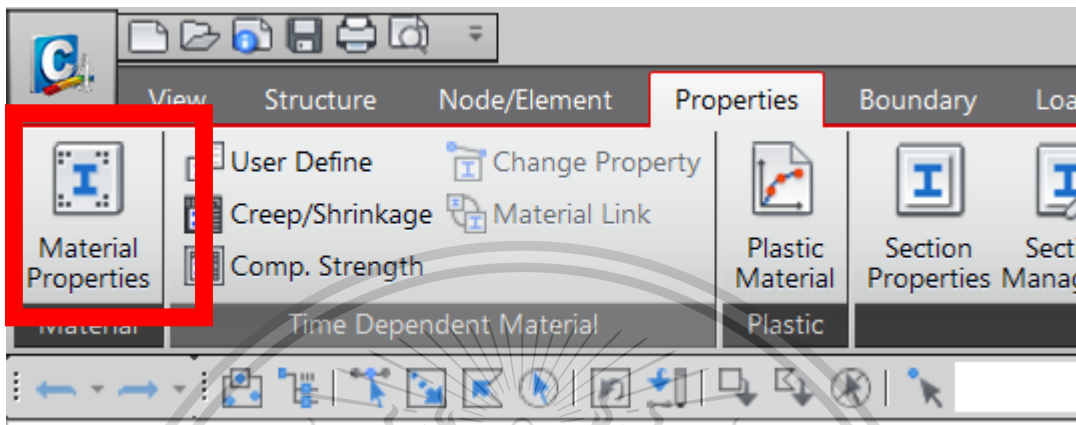 View Structure Node/Element Properties Boundary
User Define Change Property
Creep/Shrinkage Material Link
Comp. Strength
Material Properties
Plastic Material
Section Properties
Material Time Dependent Material Plastic